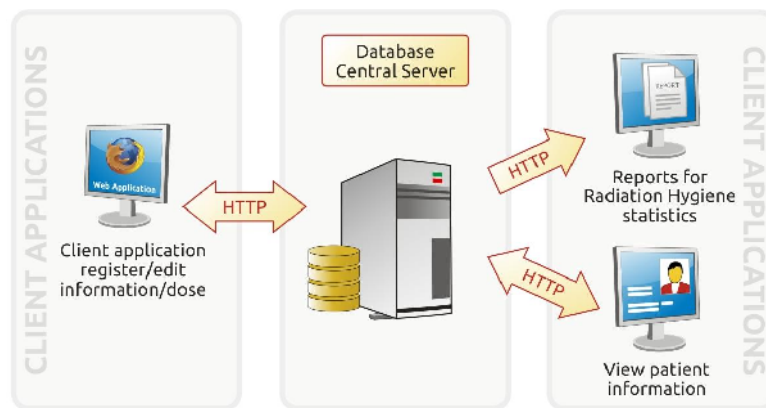 CLIENT APPLICATIONS
Web Application
Client application
register/edit
information/dose
HTTP
Database
Central Server
HTTP
HTTP
REPORT
Reports for
Radiation Hygiene
statistics
View patient
information
CLIENT APPLICATIONS